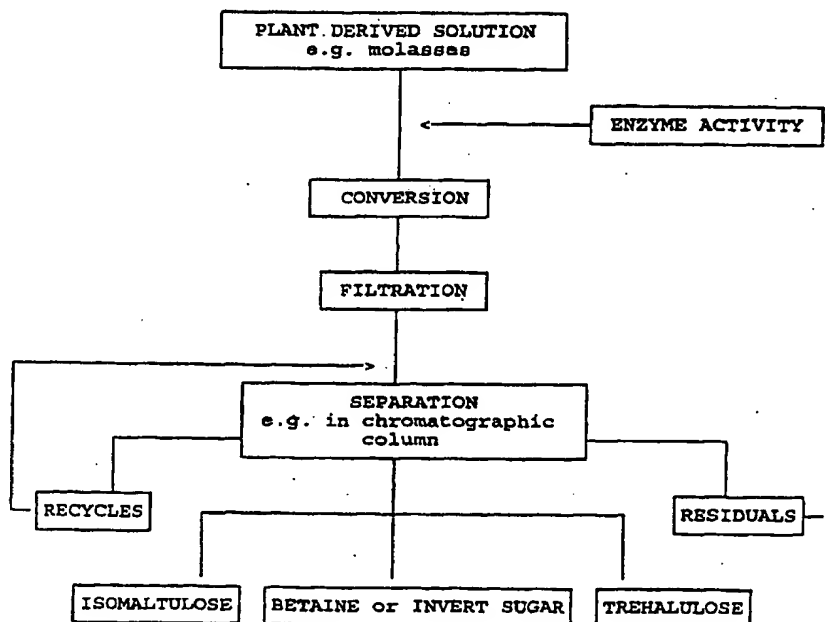 PLANT DERIVED SOLUTION
e.g. molasses
ENZYME ACTIVITY
CONVERSION
FILTRATION
SEPARATION
e.g. in chromatographic
column
RECYCLES
RESIDUALS
ISOMALTULOSE
BETAINE or INVERT SUGAR
TREHALULOSE